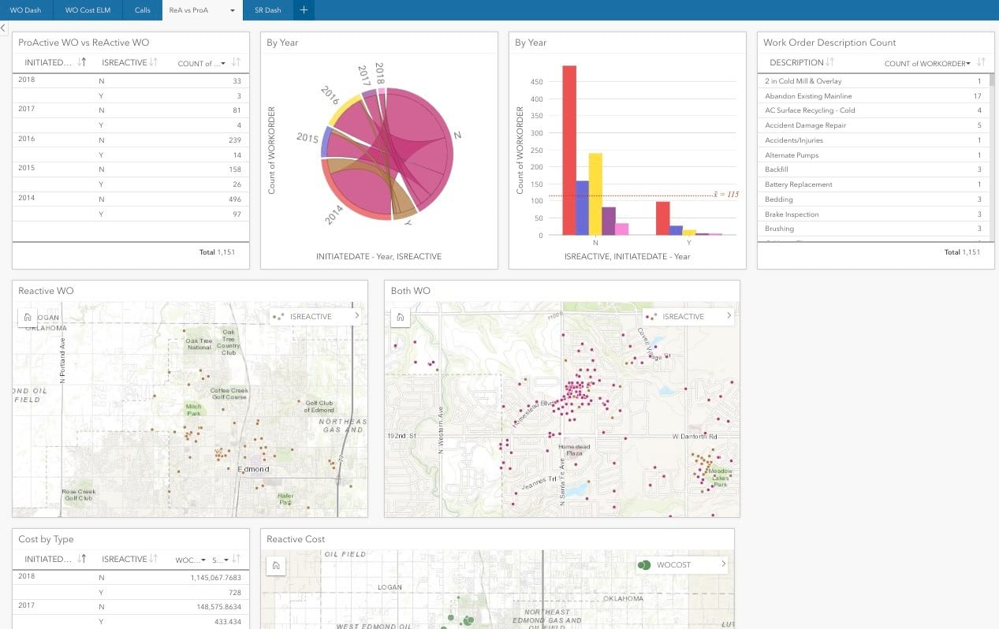 WO Dash WO Cost ELM Calls ReA vs ProA SR Dash +
ProActive WO vs ReActive WO
INITIATED... ISREACTIVE COUNT of ...
2018 N 33
Y 3
2017 N 81
Y 4
2016 N 239
Y 14
2015 N 158
Y 26
2014 N 496
Y 97
Total 1,151
By Year
Count of WORKORDER
2018
2017
2016
2015
2014
N
Y
INITIATEDATE - Year, ISREACTIVE
By Year
Count of WORKORDER
450
400
350
300
250
200
150
100
50
0
x̄ = 115
N Y
ISREACTIVE, INITIATEDATE - Year
Work Order Description Count
DESCRIPTION COUNT of WORKORDER
2 in Cold Mill & Overlay 1
Abandon Existing Mainline 17
AC Surface Recycling - Cold 4
Accident Damage Repair 5
Accidents/Injuries 1
Alternate Pumps 1
Backfill 3
Battery Replacement 1
Bedding 3
Brake Inspection 3
Brushing 3
Total 1,151
Reactive WO
ISREACTIVE
OGAN
OKLAHOMA
N Portland Ave
Oak Tree
National
Oak
Tree
Country
Club
OND OIL
FIELD
Coffee Creek
Golf Course
Mitch
Park
Golf Club
of Edmond
NORTHEAS
GAS AND
77
Edmond
Rose Creek
Golf Club
Hafer
Park
Both WO
ISREACTIVE
Covell Village Dr
Homestead Blvd
N Western Ave
192nd St
W Danforth Rd
Homestead
Plaza
Jeannes Trl
N Santa Fe Ave
Meadow
Lakes
Park
Cost by Type
INITIATED... ISREACTIVE WOC... S...
2018 N 1,145,067.7683
Y 728
2017 N 148,575.8634
Y 433.434
Reactive Cost
WOCOST
OIL FIELD
LOGAN
OKLAHOMA
NORTHEAST
EDMOND GAS AND
OIL FIELD
WEST EDMOND OIL
LUT